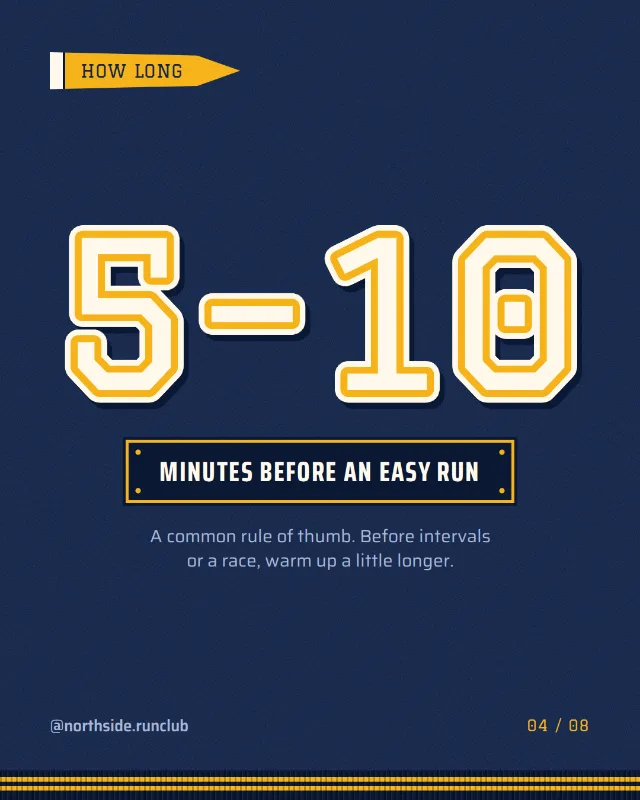 HOW LONG
5–10
MINUTES BEFORE AN EASY RUN
A common rule of thumb. Before intervals
or a race, warm up a little longer.
@northside.runclub
04 / 08